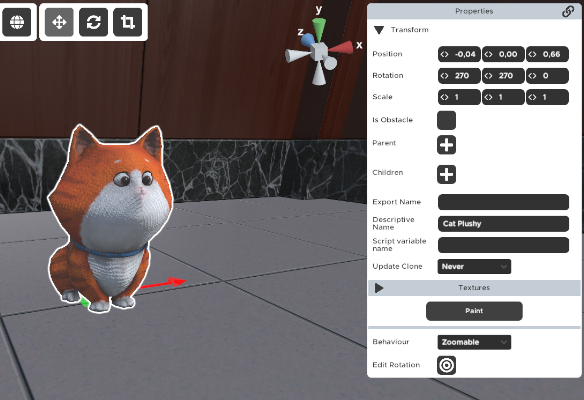 Properties
Transform
Position -0,04 0,00 0,66
Rotation 270 270 0
Scale 1 1 1
Is Obstacle
Parent
Children
Export Name
Descriptive
Name Cat Plushy
Script variable
name
Update Clone Never
Textures
Paint
Behaviour Zoomable
Edit Rotation
y
z
x